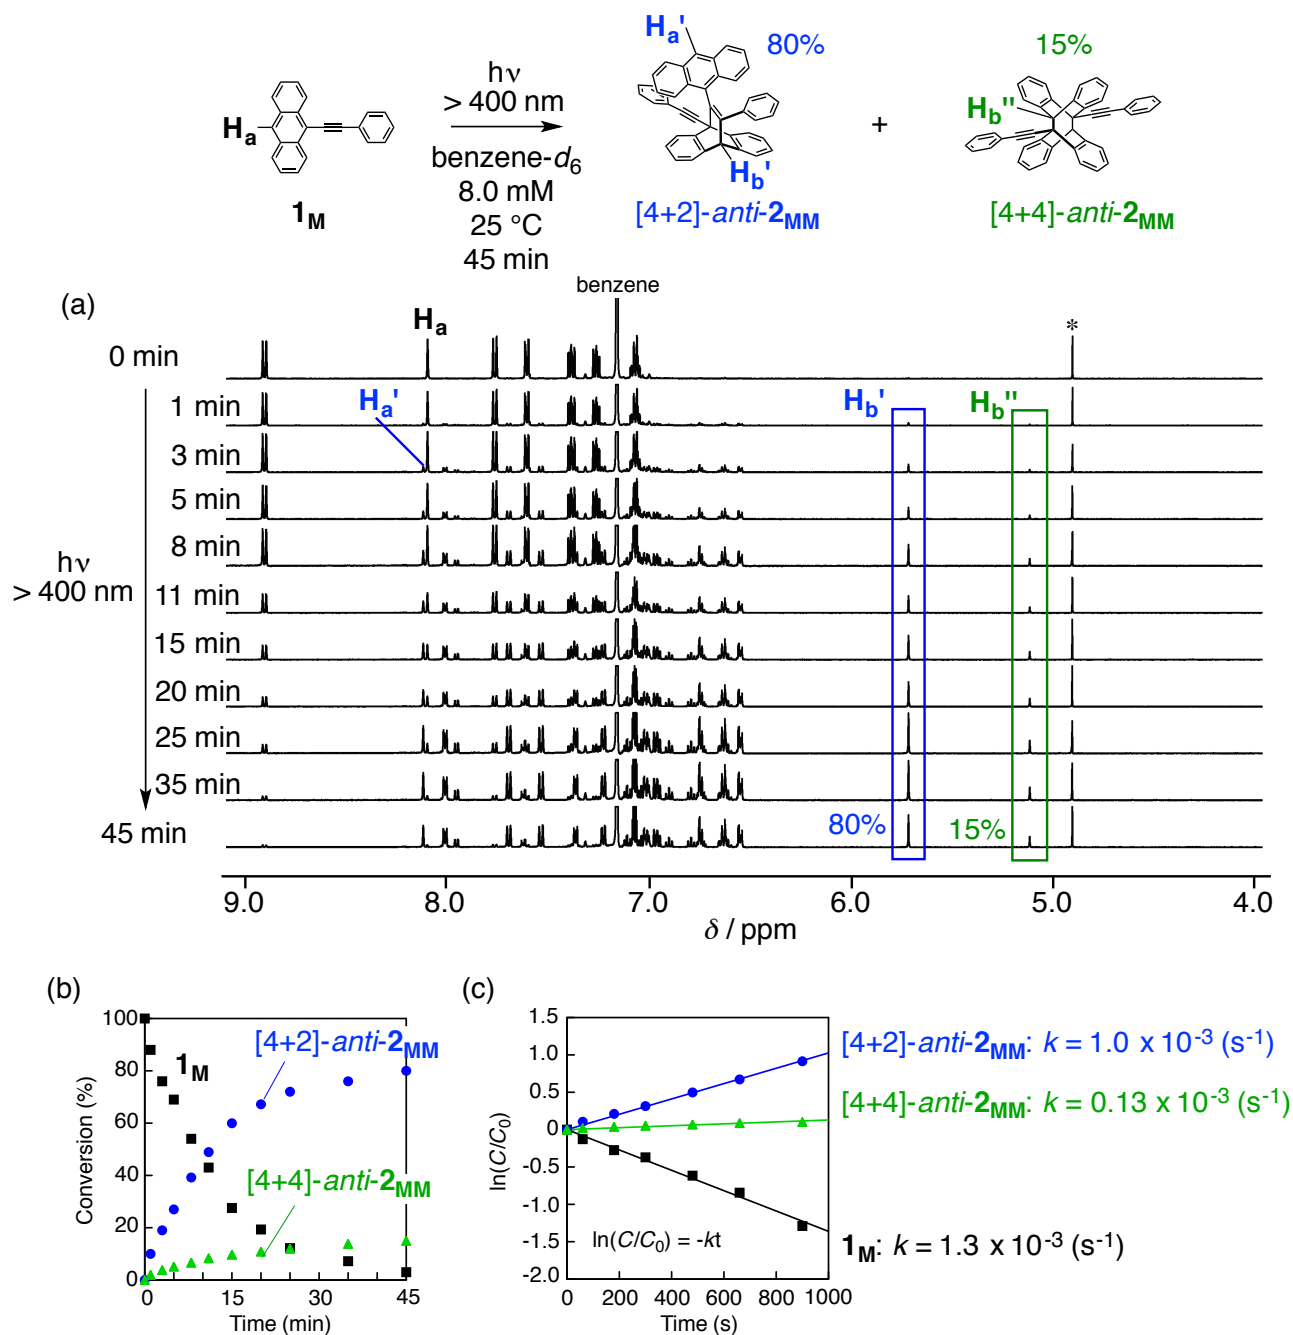 hν
> 400 nm
benzene-d6
8.0 mM
25 °C
45 min
Ha
1M
Ha'
80%
Hb'
[4+2]-anti-2MM
+
15%
Hb''
[4+4]-anti-2MM
(a)
benzene
Ha
*
0 min
1 min
Ha'
Hb'
Hb''
3 min
5 min
8 min
hν
> 400 nm
11 min
15 min
20 min
25 min
35 min
45 min
80%
15%
9.0 8.0 7.0 6.0 5.0 4.0
δ / ppm
(b)
100
80
60
40
20
0
Conversion (%)
1M
[4+2]-anti-2MM
[4+4]-anti-2MM
0 15 30 45
Time (min)
(c)
1.5
1.0
0.5
0
-0.5
-1.0
-1.5
-2.0
ln(C/C0)
ln(C/C0) = -kt
0 200 400 600 800 1000
Time (s)
[4+2]-anti-2MM: k = 1.0 x 10-3 (s-1)
[4+4]-anti-2MM: k = 0.13 x 10-3 (s-1)
1M: k = 1.3 x 10-3 (s-1)